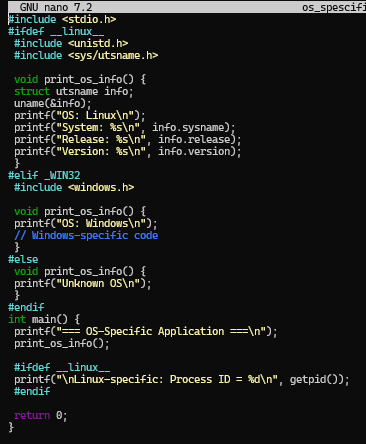 GNU nano 7.2 os_spescifi
#include <stdio.h>
#ifdef __linux__
 #include <unistd.h>
 #include <sys/utsname.h>

 void print_os_info() {
 struct utsname info;
 uname(&info);
 printf("OS: Linux\n");
 printf("System: %s\n", info.sysname);
 printf("Release: %s\n", info.release);
 printf("Version: %s\n", info.version);
 }
#elif _WIN32
 #include <windows.h>

 void print_os_info() {
 printf("OS: Windows\n");
 // Windows-specific code
 }
#else
 void print_os_info() {
 printf("Unknown OS\n");
 }
#endif
int main() {
 printf("=== OS-Specific Application ===\n");
 print_os_info();

 #ifdef __linux__
 printf("\nLinux-specific: Process ID = %d\n", getpid());
 #endif

 return 0;
}